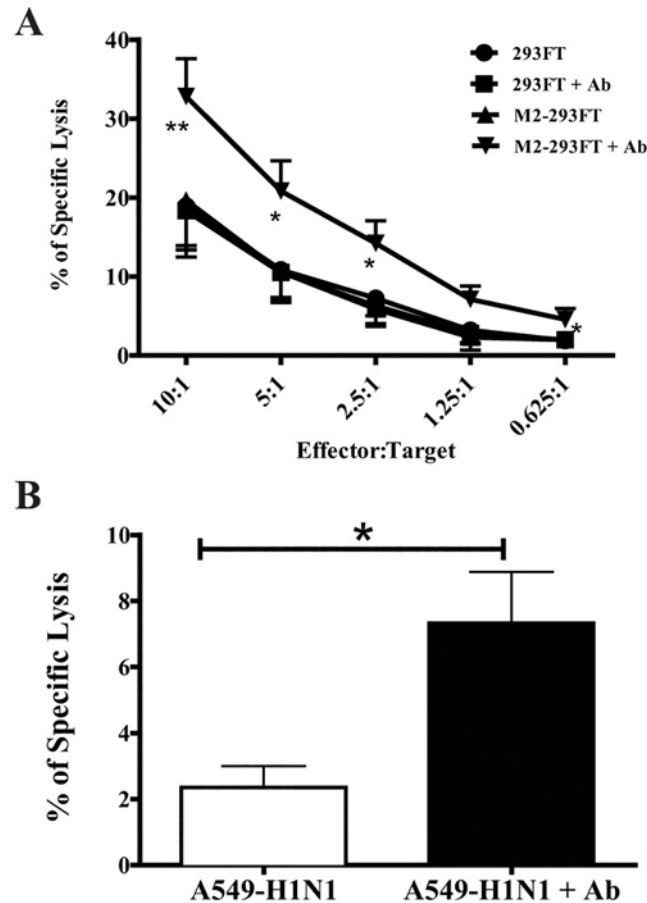 A
% of Specific Lysis
40
30
20
10
0
293FT
293FT + Ab
M2-293FT
M2-293FT + Ab
**
*
*
*
10:1
5:1
2.5:1
1.25:1
0.625:1
Effector:Target
B
% of Specific Lysis
10
8
6
4
2
0
*
A549-H1N1
A549-H1N1 + Ab